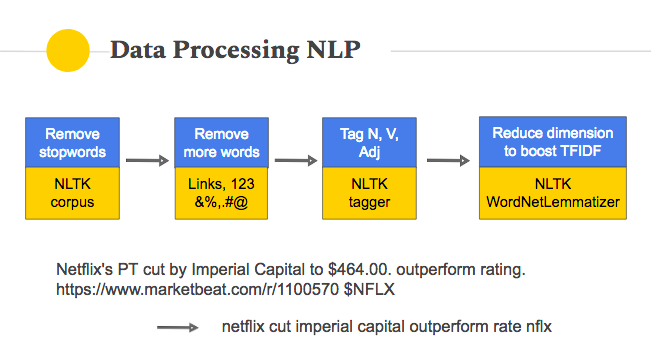 Data Processing NLP
Remove
stopwords
NLTK
corpus
Remove
more words
Links, 123
&%,.#@
Tag N, V,
Adj
NLTK
tagger
Reduce dimension
to boost TFIDF
NLTK
WordNetLemmatizer
Netflix's PT cut by Imperial Capital to $464.00. outperform rating.
https://www.marketbeat.com/r/1100570 $NFLX
netflix cut imperial capital outperform rate nflx